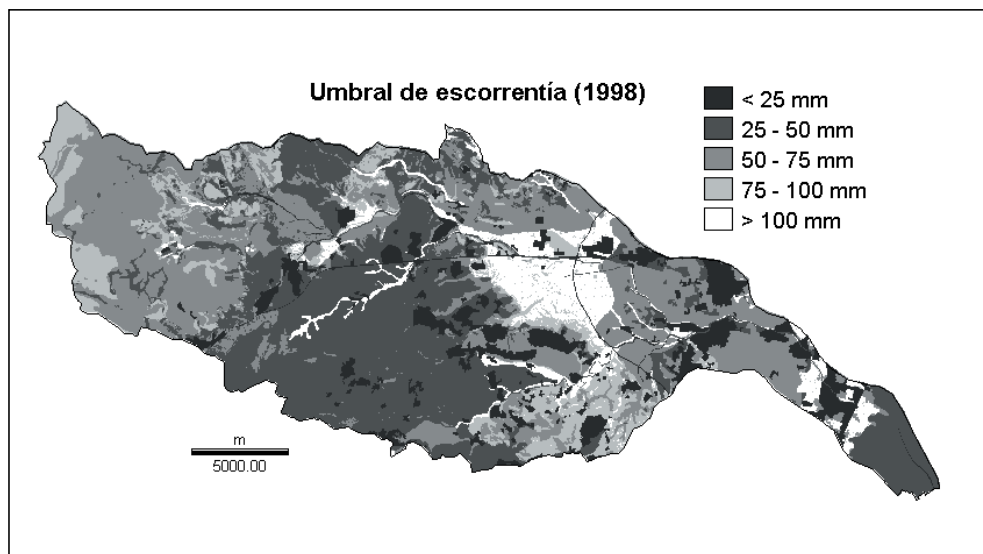 Umbral de escorrentía (1998)
< 25 mm
25 - 50 mm
50 - 75 mm
75 - 100 mm
> 100 mm
m
5000.00